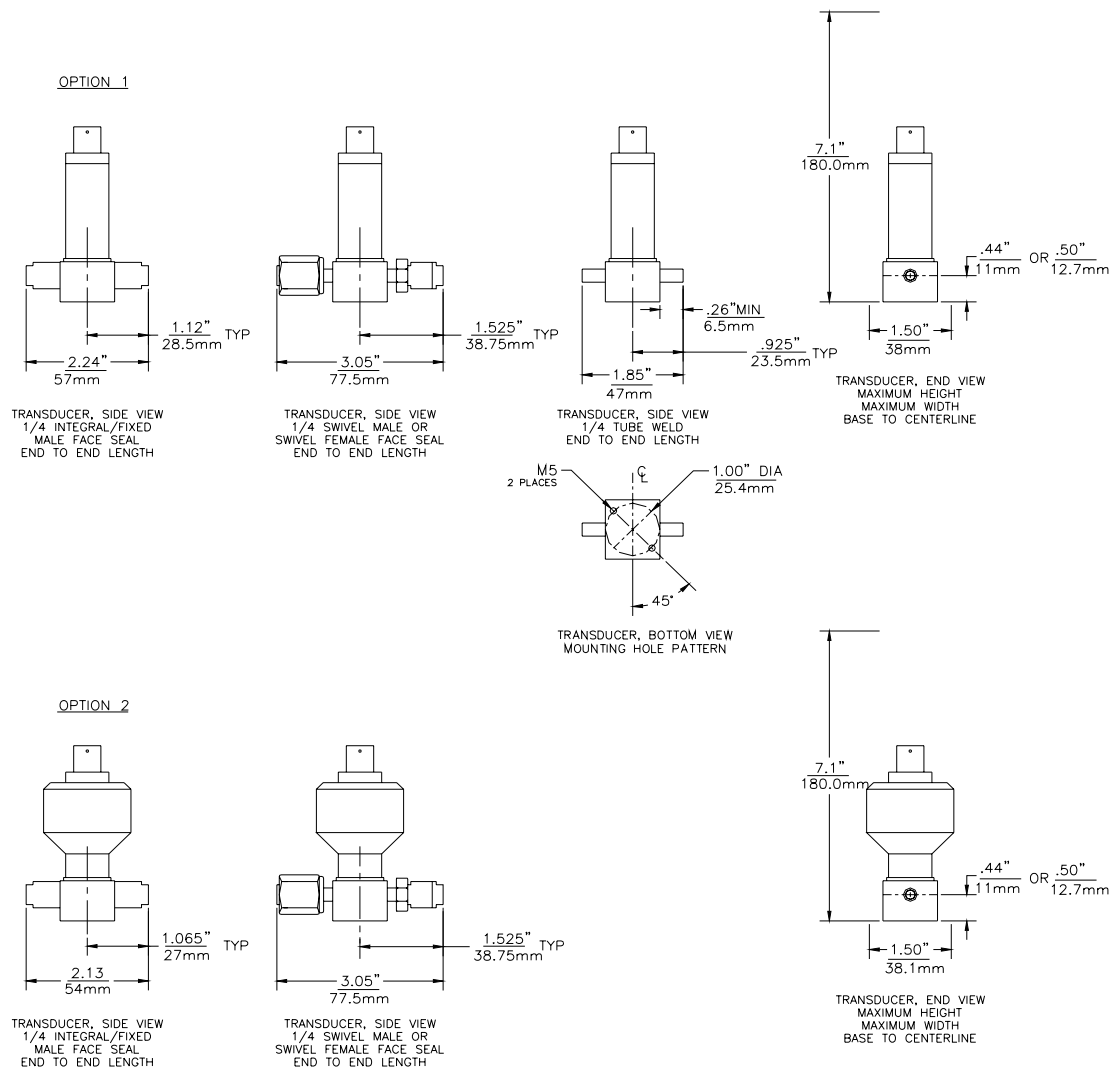 OPTION 1
7.1"
180.0mm
.44" OR .50"
11mm 12.7mm
1.12" TYP
28.5mm
2.24"
57mm
1.525" TYP
38.75mm
3.05"
77.5mm
.26"MIN
6.5mm
.925" TYP
23.5mm
1.85"
47mm
1.50"
38mm
TRANSDUCER, SIDE VIEW
1/4 INTEGRAL/FIXED
MALE FACE SEAL
END TO END LENGTH
TRANSDUCER, SIDE VIEW
1/4 SWIVEL MALE OR
SWIVEL FEMALE FACE SEAL
END TO END LENGTH
TRANSDUCER, SIDE VIEW
1/4 TUBE WELD
END TO END LENGTH
TRANSDUCER, END VIEW
MAXIMUM HEIGHT
MAXIMUM WIDTH
BASE TO CENTERLINE
M5
2 PLACES
℄
1.00" DIA
25.4mm
45°
TRANSDUCER, BOTTOM VIEW
MOUNTING HOLE PATTERN
OPTION 2
7.1"
180.0mm
.44" OR .50"
11mm 12.7mm
1.065" TYP
27mm
2.13
54mm
1.525" TYP
38.75mm
3.05"
77.5mm
1.50"
38.1mm
TRANSDUCER, SIDE VIEW
1/4 INTEGRAL/FIXED
MALE FACE SEAL
END TO END LENGTH
TRANSDUCER, SIDE VIEW
1/4 SWIVEL MALE OR
SWIVEL FEMALE FACE SEAL
END TO END LENGTH
TRANSDUCER, END VIEW
MAXIMUM HEIGHT
MAXIMUM WIDTH
BASE TO CENTERLINE